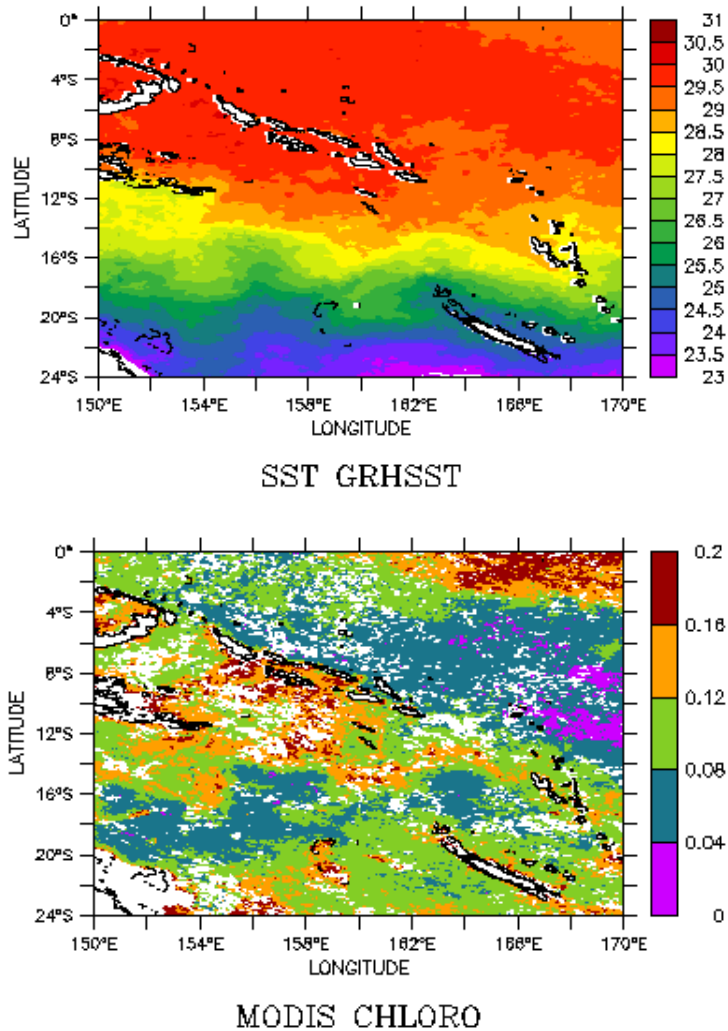 0°
4°S
8°S
12°S
16°S
20°S
24°S
LATITUDE
150°E
154°E
158°E
162°E
166°E
170°E
LONGITUDE
31
30.5
30
29.5
29
28.5
28
27.5
27
26.5
26
25.5
25
24.5
24
23.5
23
SST GRHSST
0°
4°S
8°S
12°S
16°S
20°S
24°S
LATITUDE
150°E
154°E
158°E
162°E
166°E
170°E
LONGITUDE
0.2
0.16
0.12
0.08
0.04
0
MODIS CHLORO